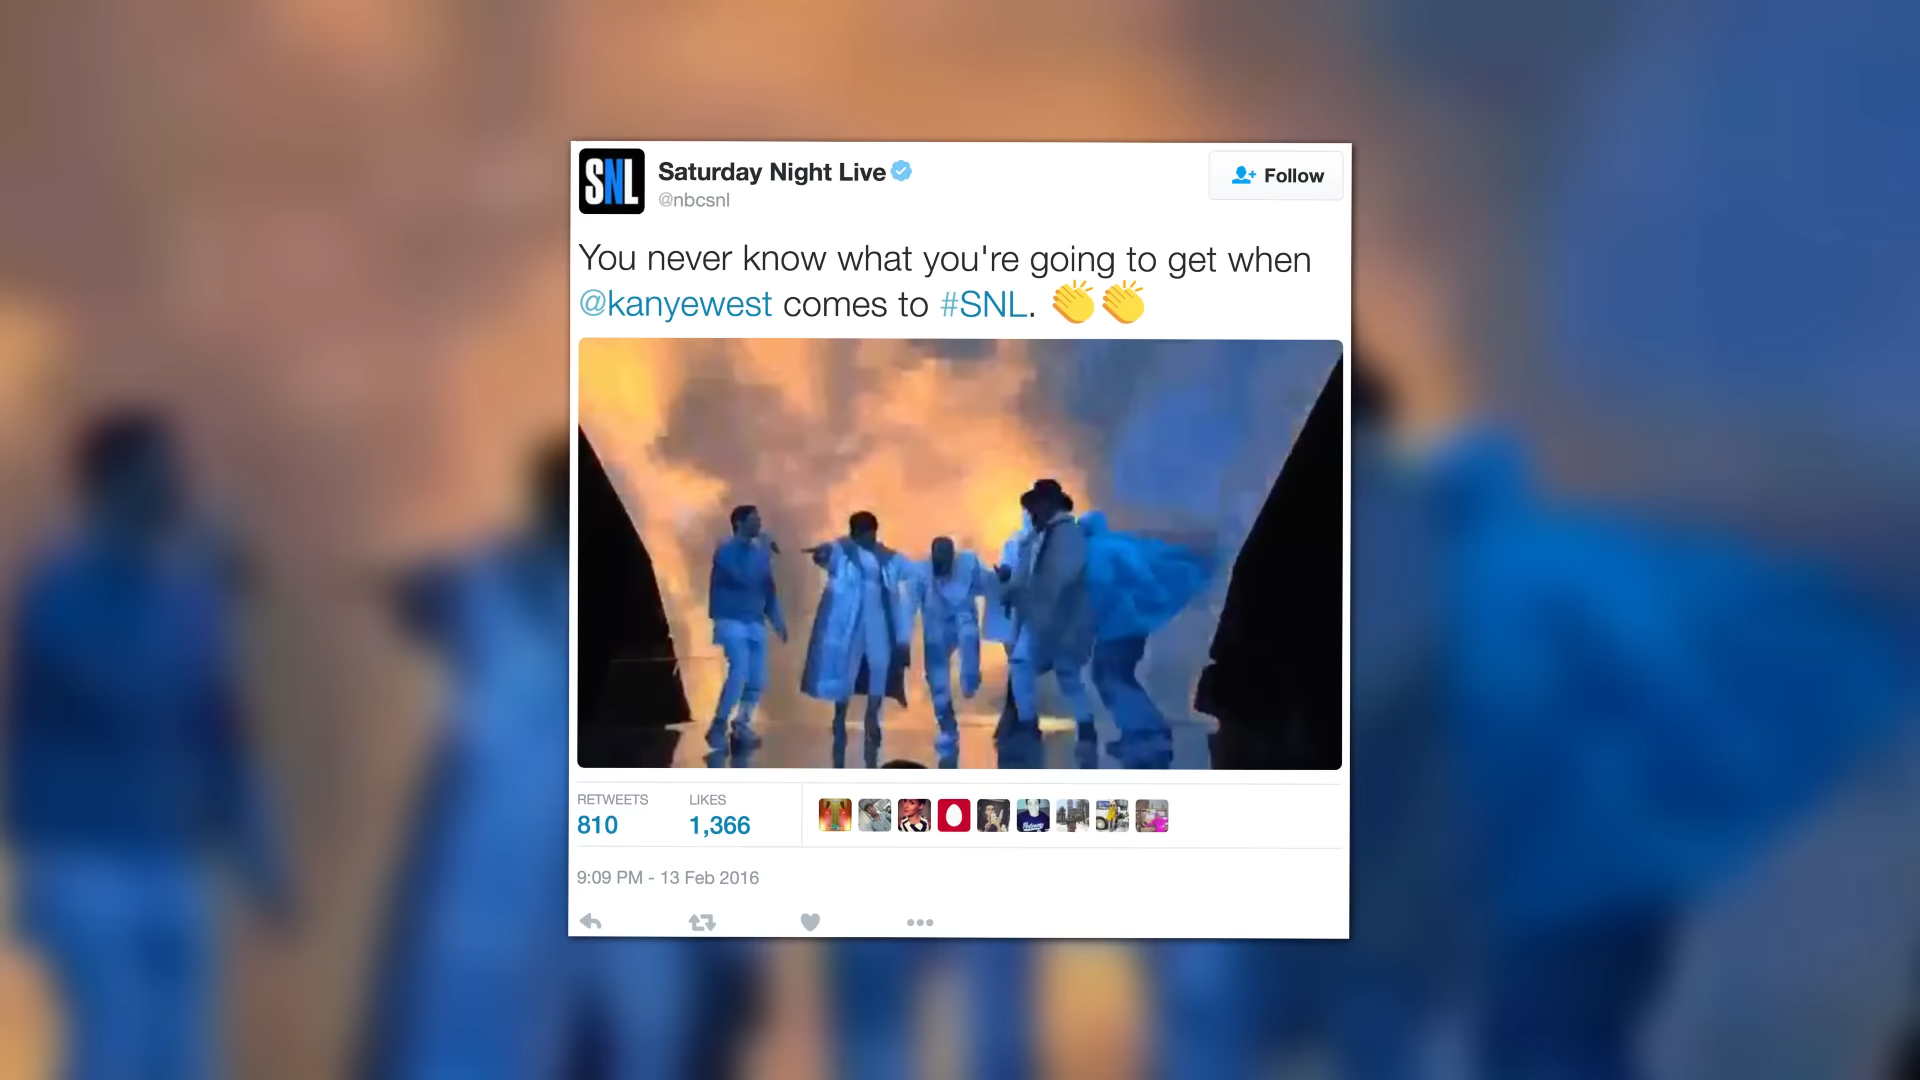 SNL
Saturday Night Live
@nbcsnl
Follow
You never know what you're going to get when
@kanyewest comes to #SNL. 👏👏
RETWEETS
810
LIKES
1,366
9:09 PM - 13 Feb 2016